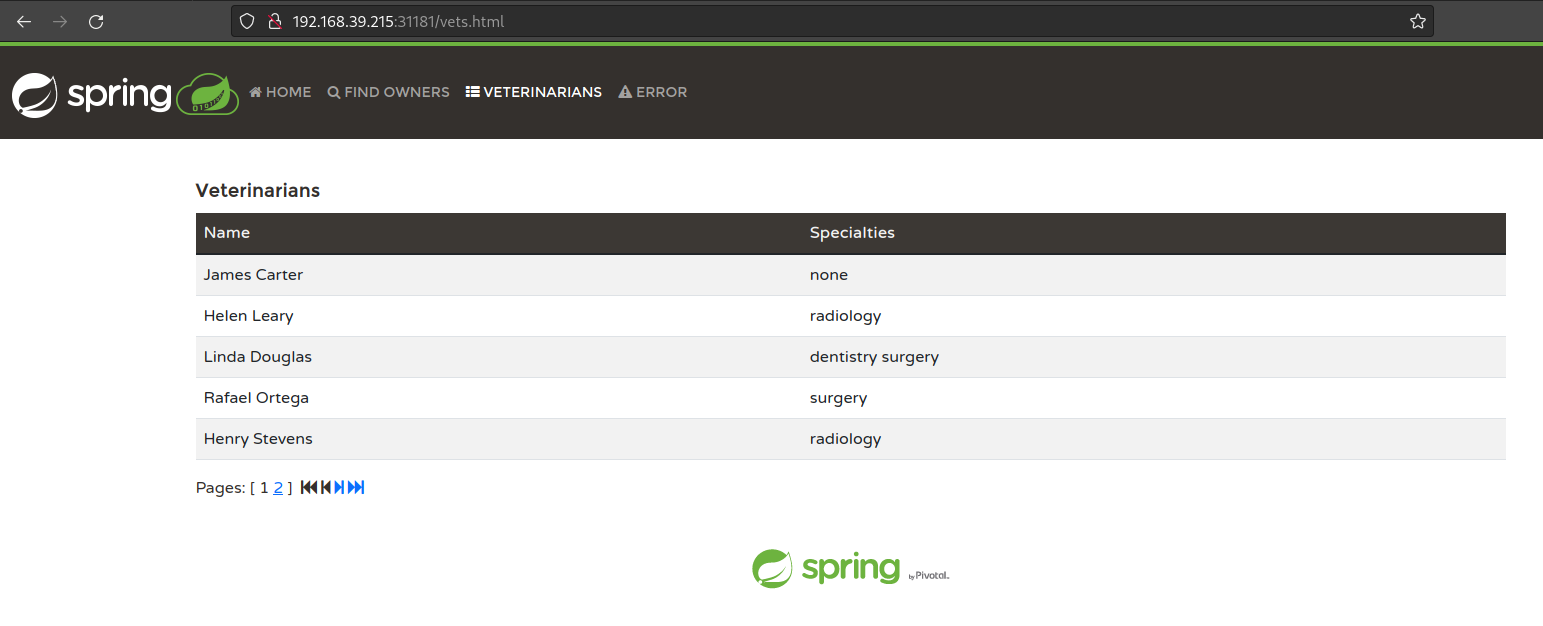 192.168.39.215:31181/vets.html
spring HOME FIND OWNERS VETERINARIANS ERROR
Veterinarians
Name Specialties
James Carter none
Helen Leary radiology
Linda Douglas dentistry surgery
Rafael Ortega surgery
Henry Stevens radiology
Pages: [ 1 2 ]
spring by Pivotal.